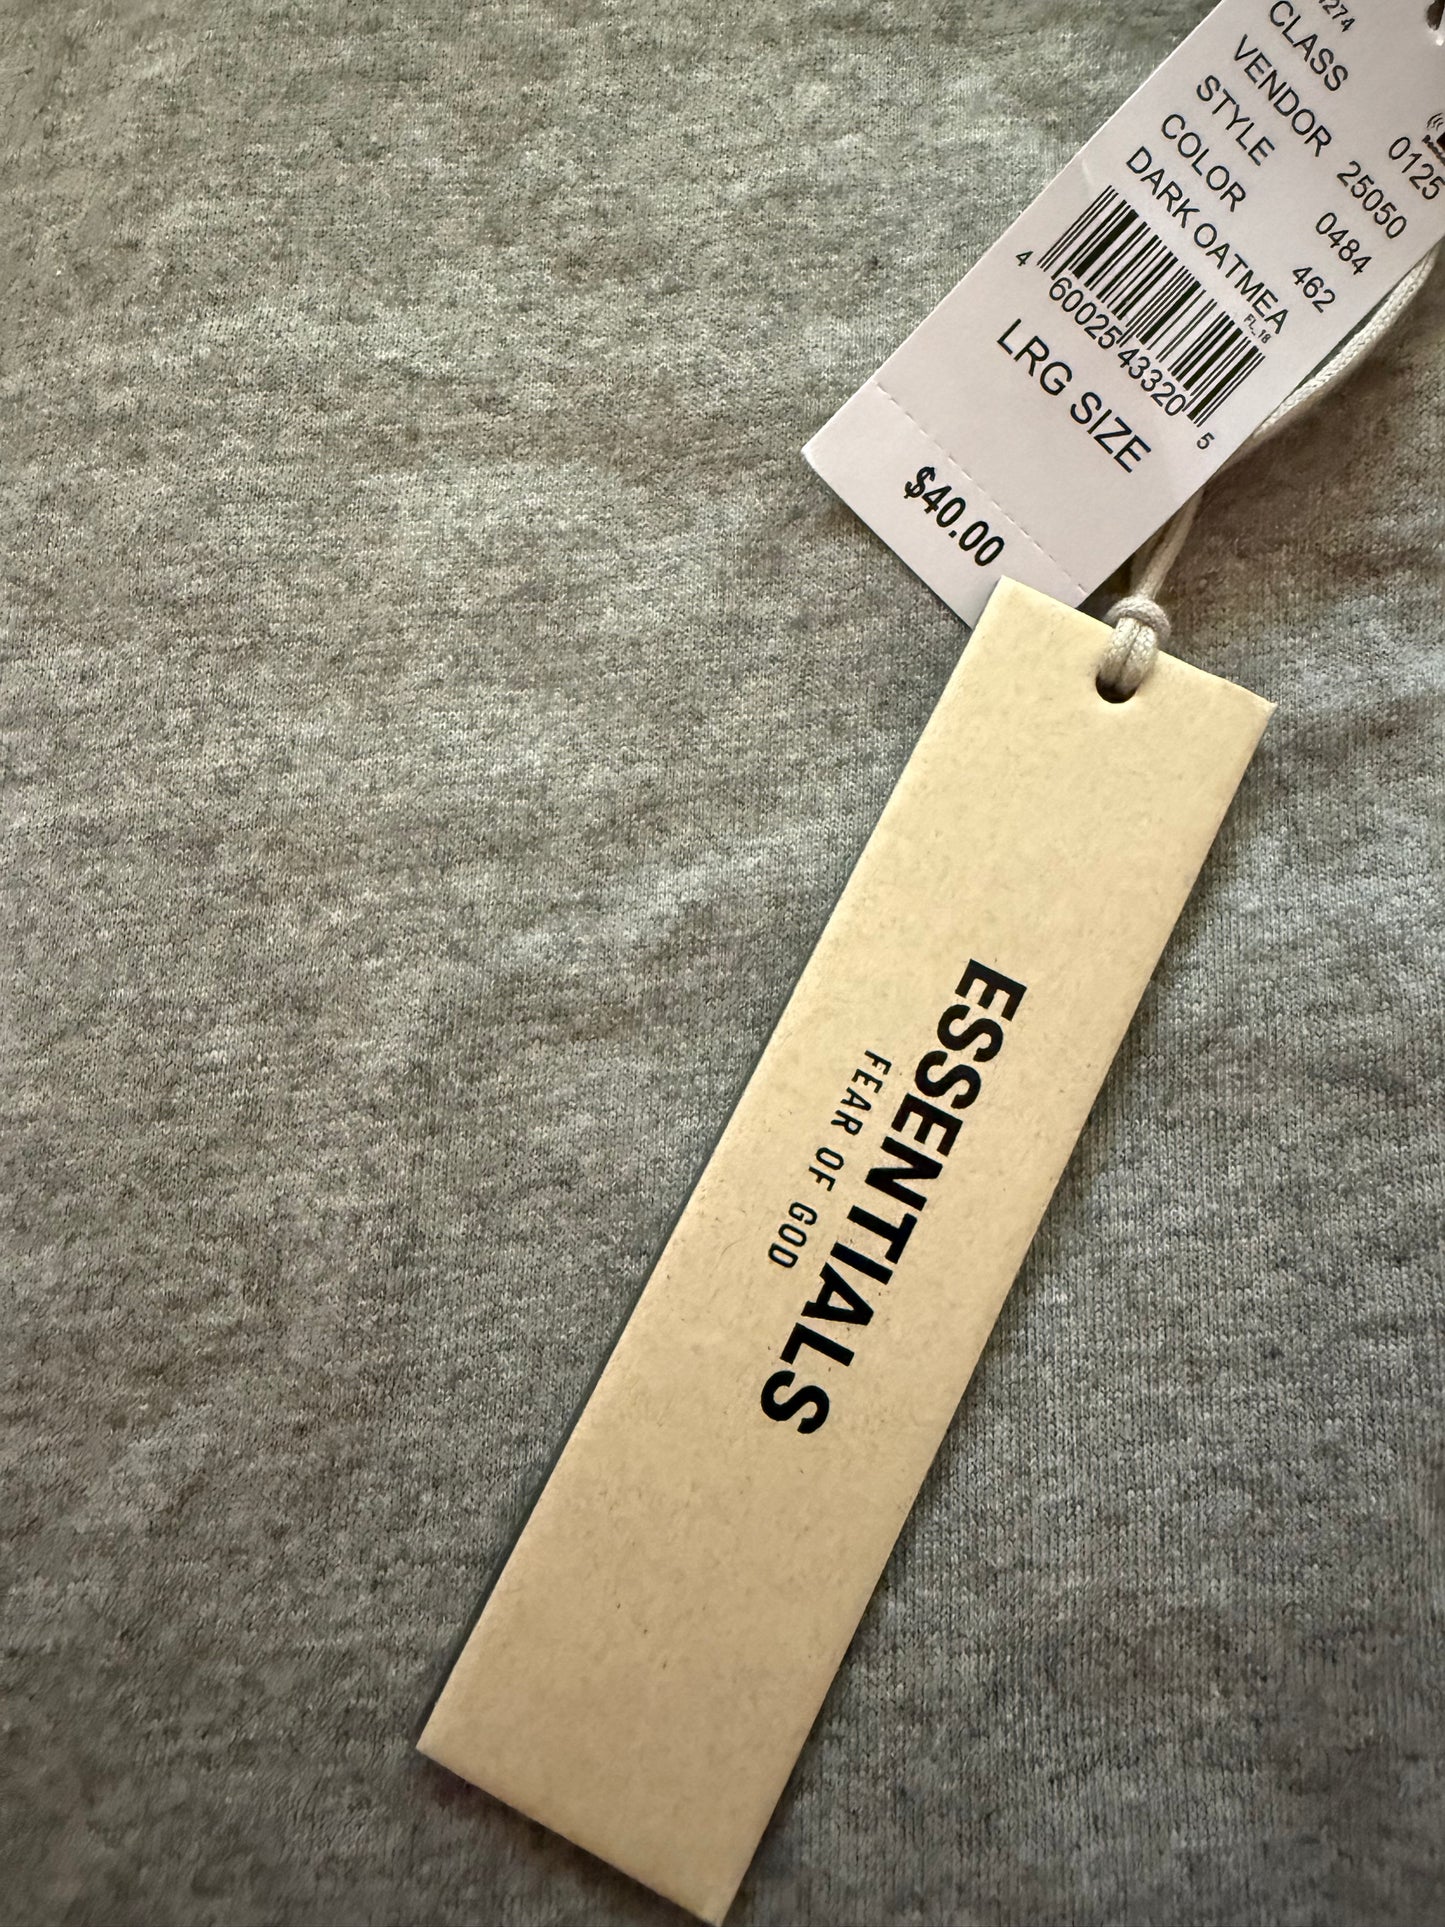 CLASS 0125
VENDOR 25050
STYLE 0484
COLOR 462
DARK OATMEA
FL_18
4 60025 43320 5
LRG SIZE
$40.00
ESSENTIALS
FEAR OF GOD